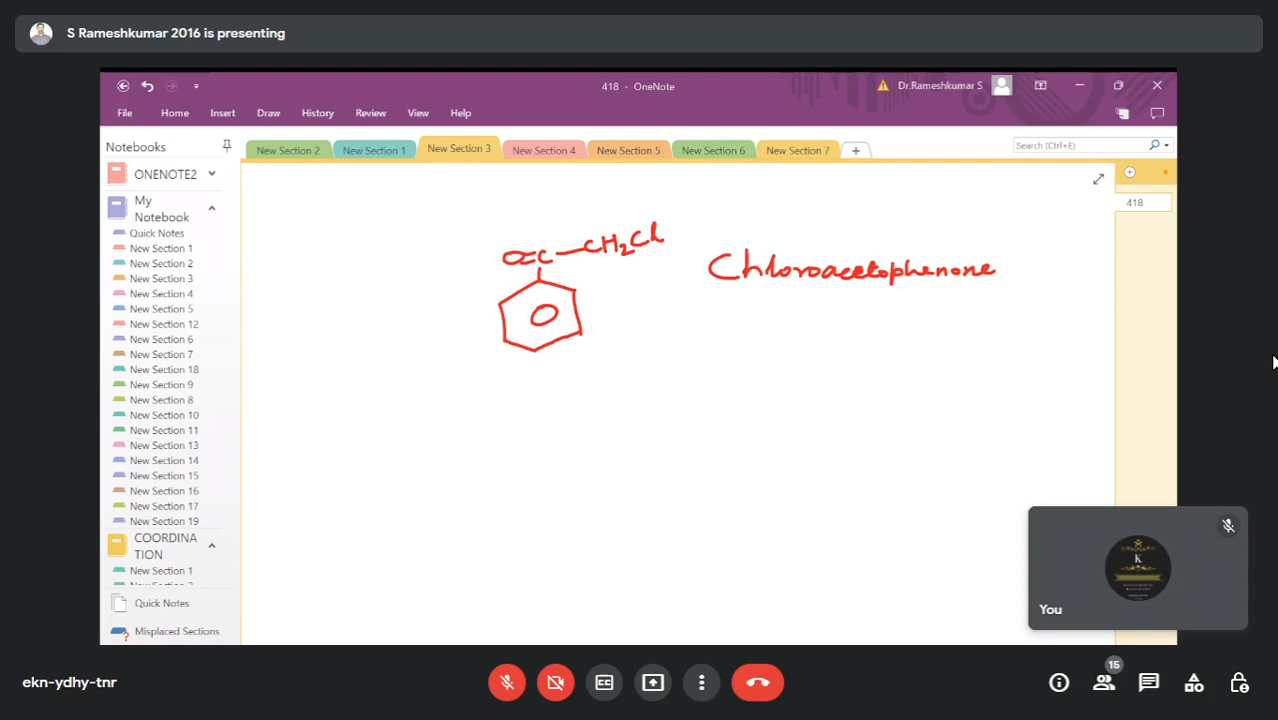 S Rameshkumar 2016 is presenting
418 - OneNote
Dr.Rameshkumar S
File Home Insert Draw History Review View Help
Notebooks
New Section 2 New Section 1 New Section 3 New Section 4 New Section 5 New Section 6 New Section 7 +
Search (Ctrl+E)
ONENOTE2
418
My
Notebook
Quick Notes
New Section 1
New Section 2
New Section 3
New Section 4
New Section 5
New Section 12
New Section 6
New Section 7
New Section 18
New Section 9
New Section 8
New Section 10
New Section 11
New Section 13
New Section 14
New Section 15
New Section 16
New Section 17
New Section 19
COORDINA
TION
New Section 1
Quick Notes
Misplaced Sections
O=C-CH2Cl
Chloroacetophenone
K
You
ekn-ydhy-tnr
CC
15